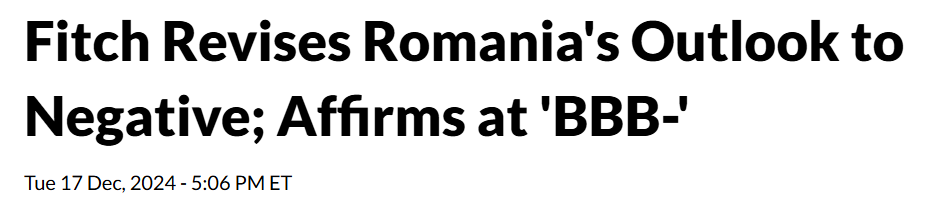 Fitch Revises Romania's Outlook to
Negative; Affirms at 'BBB-'
Tue 17 Dec, 2024 - 5:06 PM ET